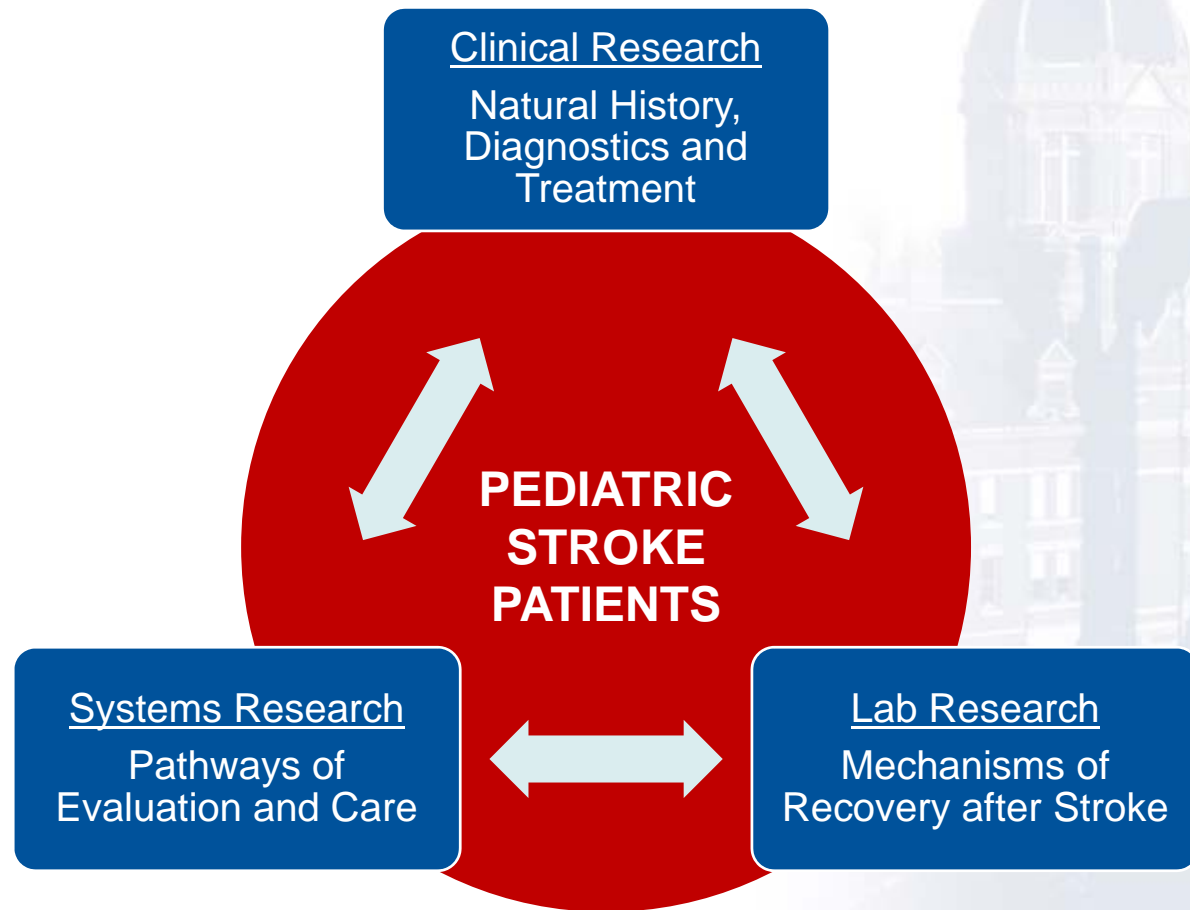 Clinical Research
Natural History,
Diagnostics and
Treatment
PEDIATRIC
STROKE
PATIENTS
Systems Research
Pathways of
Evaluation and Care
Lab Research
Mechanisms of
Recovery after Stroke